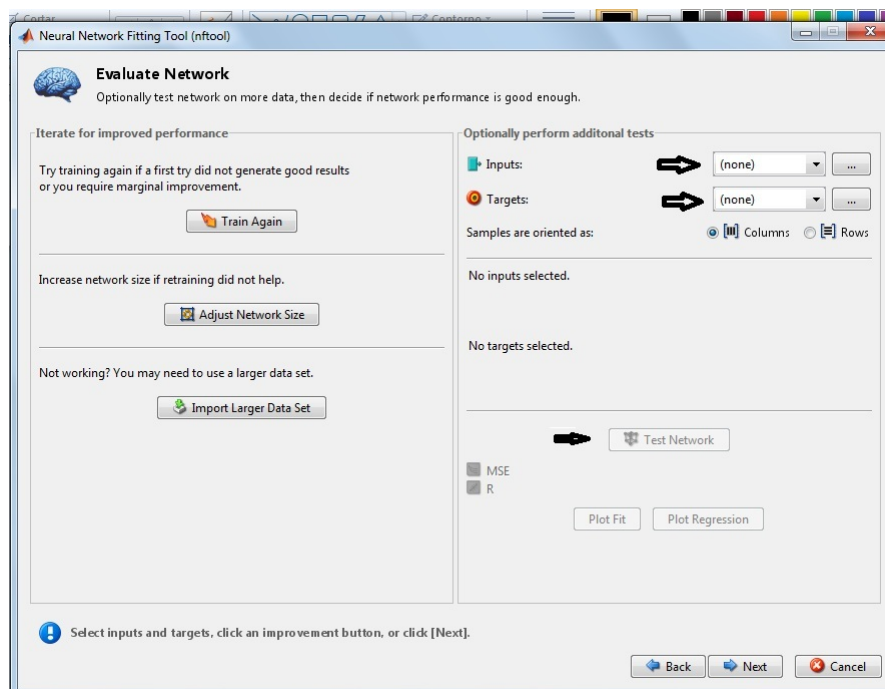 Cortar
Contorno
Neural Network Fitting Tool (nftool)
Evaluate Network
Optionally test network on more data, then decide if network performance is good enough.
Iterate for improved performance
Try training again if a first try did not generate good results
or you require marginal improvement.
Train Again
Increase network size if retraining did not help.
Adjust Network Size
Not working? You may need to use a larger data set.
Import Larger Data Set
Optionally perform additonal tests
Inputs: (none) ...
Targets: (none) ...
Samples are oriented as: Columns Rows
No inputs selected.
No targets selected.
Test Network
MSE
R
Plot Fit Plot Regression
Select inputs and targets, click an improvement button, or click [Next].
Back Next Cancel